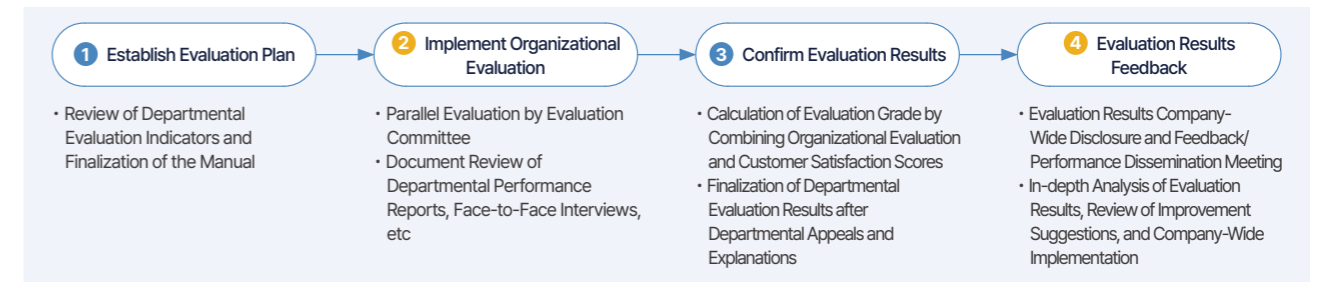 1 Establish Evaluation Plan
• Review of Departmental
Evaluation Indicators and
Finalization of the Manual
2 Implement Organizational
Evaluation
• Parallel Evaluation by Evaluation
Committee
• Document Review of
Departmental Performance
Reports, Face-to-Face Interviews,
etc
3 Confirm Evaluation Results
• Calculation of Evaluation Grade by
Combining Organizational Evaluation
and Customer Satisfaction Scores
• Finalization of Departmental
Evaluation Results after
Departmental Appeals and
Explanations
4 Evaluation Results
Feedback
• Evaluation Results Company-
Wide Disclosure and Feedback/
Performance Dissemination Meeting
• In-depth Analysis of Evaluation
Results, Review of Improvement
Suggestions, and Company-Wide
Implementation